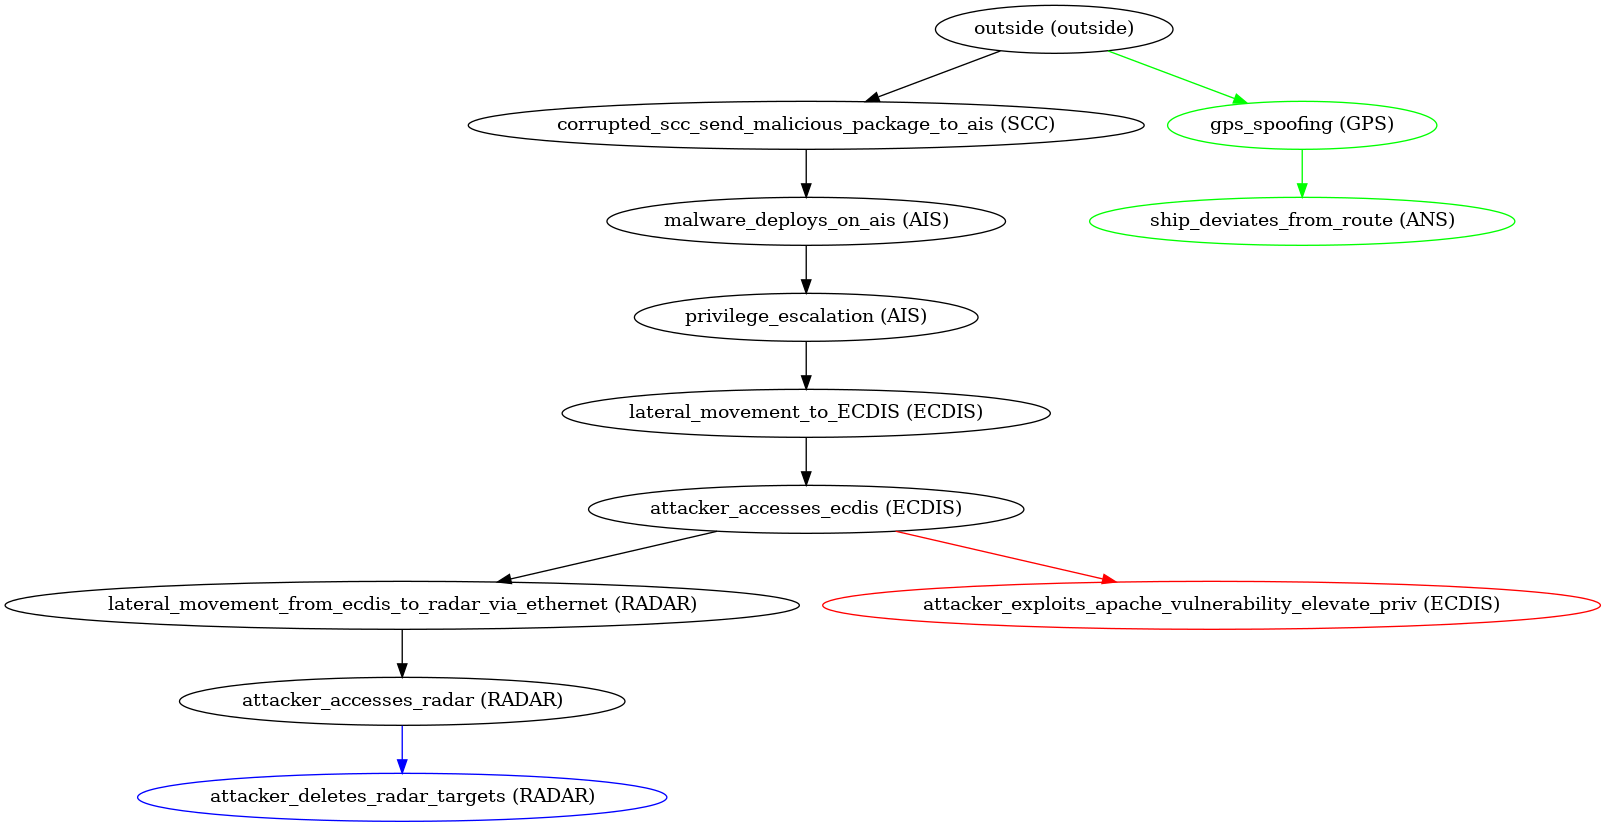 outside (outside)
corrupted_scc_send_malicious_package_to_ais (SCC)
gps_spoofing (GPS)
malware_deploys_on_ais (AIS)
ship_deviates_from_route (ANS)
privilege_escalation (AIS)
lateral_movement_to_ECDIS (ECDIS)
attacker_accesses_ecdis (ECDIS)
lateral_movement_from_ecdis_to_radar_via_ethernet (RADAR)
attacker_exploits_apache_vulnerability_elevate_priv (ECDIS)
attacker_accesses_radar (RADAR)
attacker_deletes_radar_targets (RADAR)